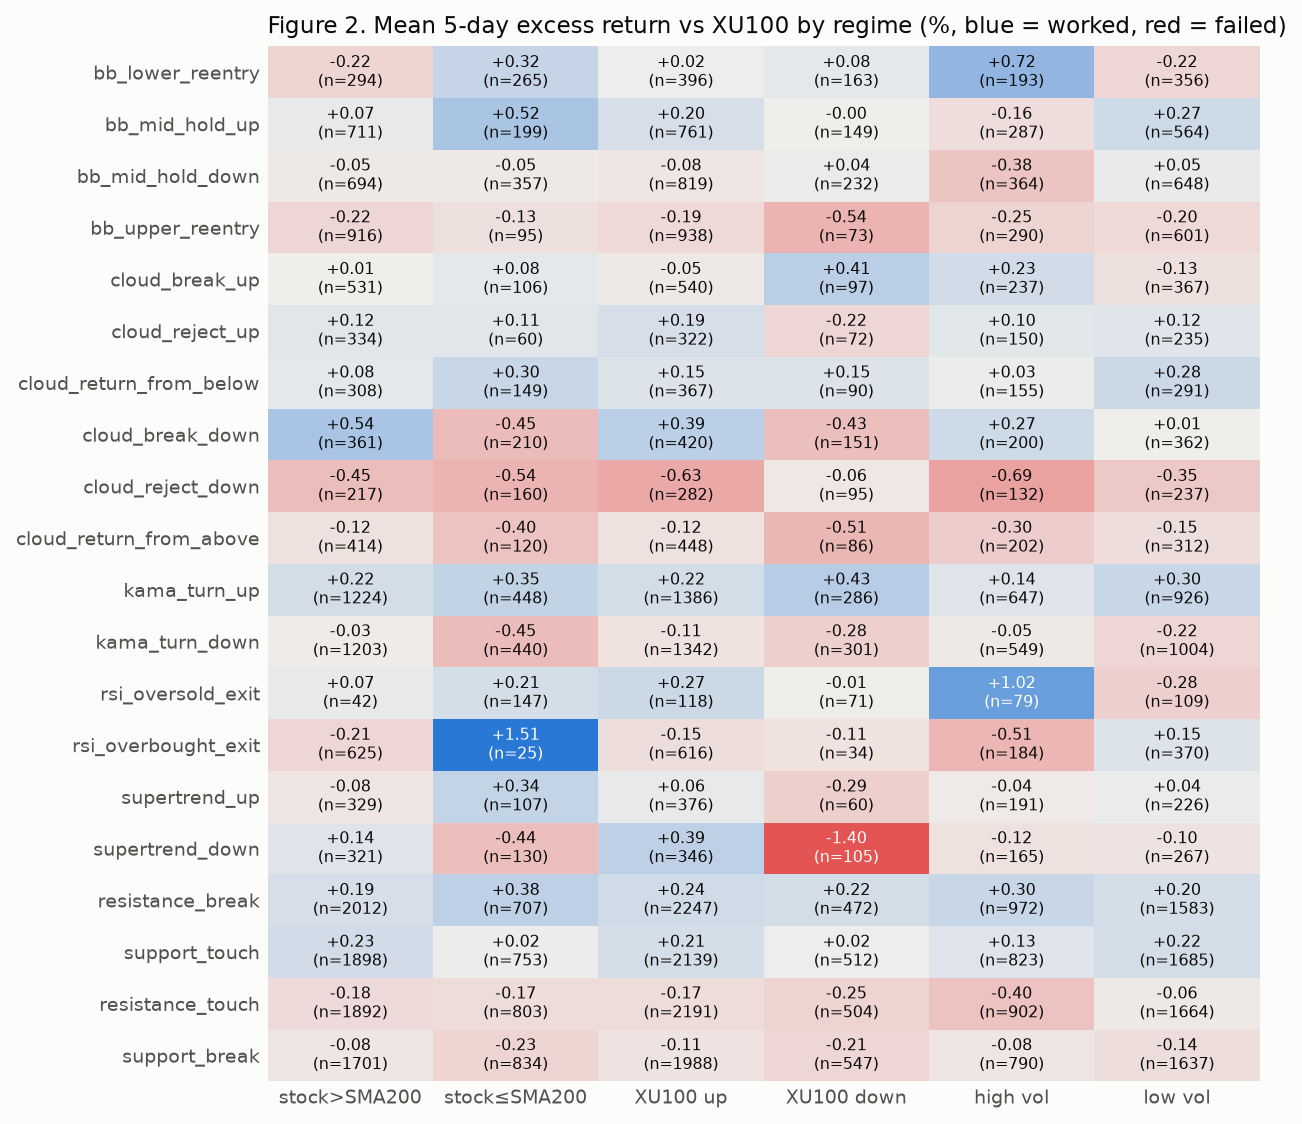 Figure 2. Mean 5-day excess return vs XU100 by regime (%, blue = worked, red = failed)
bb_lower_reentry
-0.22 +0.32 +0.02 +0.08 +0.72 -0.22
(n=294) (n=265) (n=396) (n=163) (n=193) (n=356)
bb_mid_hold_up
+0.07 +0.52 +0.20 -0.00 -0.16 +0.27
(n=711) (n=199) (n=761) (n=149) (n=287) (n=564)
bb_mid_hold_down
-0.05 -0.05 -0.08 +0.04 -0.38 +0.05
(n=694) (n=357) (n=819) (n=232) (n=364) (n=648)
bb_upper_reentry
-0.22 -0.13 -0.19 -0.54 -0.25 -0.20
(n=916) (n=95) (n=938) (n=73) (n=290) (n=601)
cloud_break_up
+0.01 +0.08 -0.05 +0.41 +0.23 -0.13
(n=531) (n=106) (n=540) (n=97) (n=237) (n=367)
cloud_reject_up
+0.12 +0.11 +0.19 -0.22 +0.10 +0.12
(n=334) (n=60) (n=322) (n=72) (n=150) (n=235)
cloud_return_from_below
+0.08 +0.30 +0.15 +0.15 +0.03 +0.28
(n=308) (n=149) (n=367) (n=90) (n=155) (n=291)
cloud_break_down
+0.54 -0.45 +0.39 -0.43 +0.27 +0.01
(n=361) (n=210) (n=420) (n=151) (n=200) (n=362)
cloud_reject_down
-0.45 -0.54 -0.63 -0.06 -0.69 -0.35
(n=217) (n=160) (n=282) (n=95) (n=132) (n=237)
cloud_return_from_above
-0.12 -0.40 -0.12 -0.51 -0.30 -0.15
(n=414) (n=120) (n=448) (n=86) (n=202) (n=312)
kama_turn_up
+0.22 +0.35 +0.22 +0.43 +0.14 +0.30
(n=1224) (n=448) (n=1386) (n=286) (n=647) (n=926)
kama_turn_down
-0.03 -0.45 -0.11 -0.28 -0.05 -0.22
(n=1203) (n=440) (n=1342) (n=301) (n=549) (n=1004)
rsi_oversold_exit
+0.07 +0.21 +0.27 -0.01 +1.02 -0.28
(n=42) (n=147) (n=118) (n=71) (n=79) (n=109)
rsi_overbought_exit
-0.21 +1.51 -0.15 -0.11 -0.51 +0.15
(n=625) (n=25) (n=616) (n=34) (n=184) (n=370)
supertrend_up
-0.08 +0.34 +0.06 -0.29 -0.04 +0.04
(n=329) (n=107) (n=376) (n=60) (n=191) (n=226)
supertrend_down
+0.14 -0.44 +0.39 -1.40 -0.12 -0.10
(n=321) (n=130) (n=346) (n=105) (n=165) (n=267)
resistance_break
+0.19 +0.38 +0.24 +0.22 +0.30 +0.20
(n=2012) (n=707) (n=2247) (n=472) (n=972) (n=1583)
support_touch
+0.23 +0.02 +0.21 +0.02 +0.13 +0.22
(n=1898) (n=753) (n=2139) (n=512) (n=823) (n=1685)
resistance_touch
-0.18 -0.17 -0.17 -0.25 -0.40 -0.06
(n=1892) (n=803) (n=2191) (n=504) (n=902) (n=1664)
support_break
-0.08 -0.23 -0.11 -0.21 -0.08 -0.14
(n=1701) (n=834) (n=1988) (n=547) (n=790) (n=1637)
stock>SMA200 stock≤SMA200 XU100 up XU100 down high vol low vol